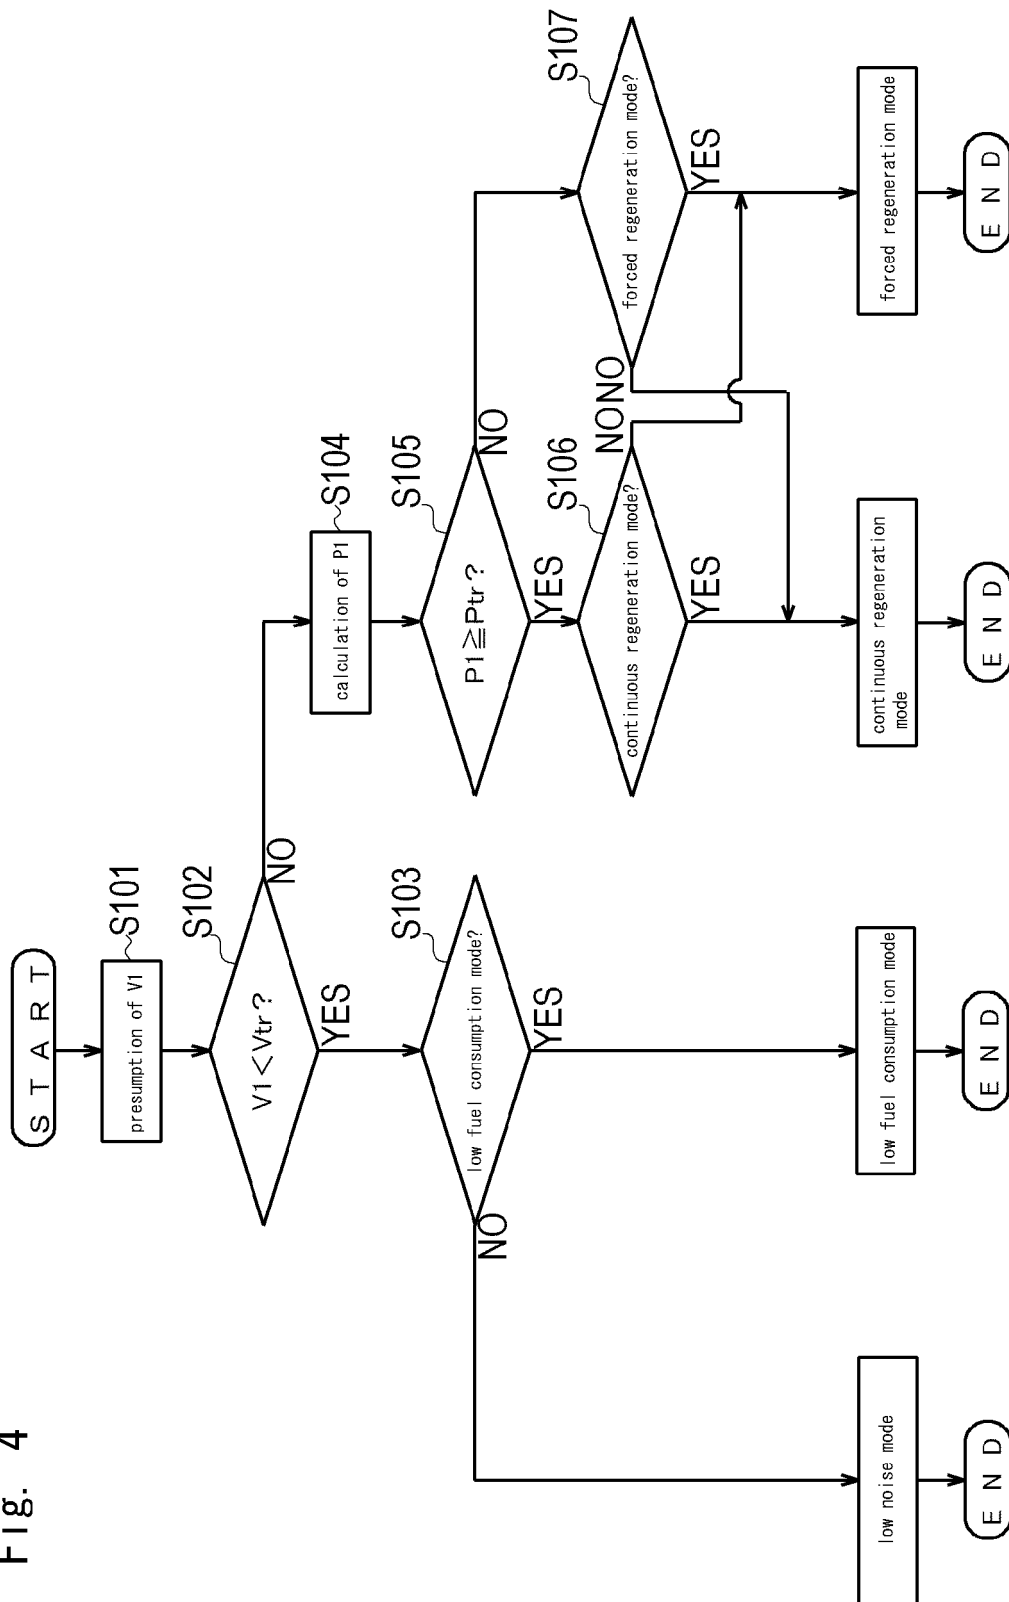 Fig. 4
START
presumption of V1
S101
V1<Vtr?
S102
YES
NO
low fuel consumption mode?
S103
NO
YES
calculation of P1
S104
P1≧Ptr?
S105
YES
NO
continuous regeneration mode?
S106
NO
YES
forced regeneration mode?
S107
NO
YES
low noise mode
low fuel consumption mode
continuous regeneration
mode
forced regeneration mode
END
END
END
END